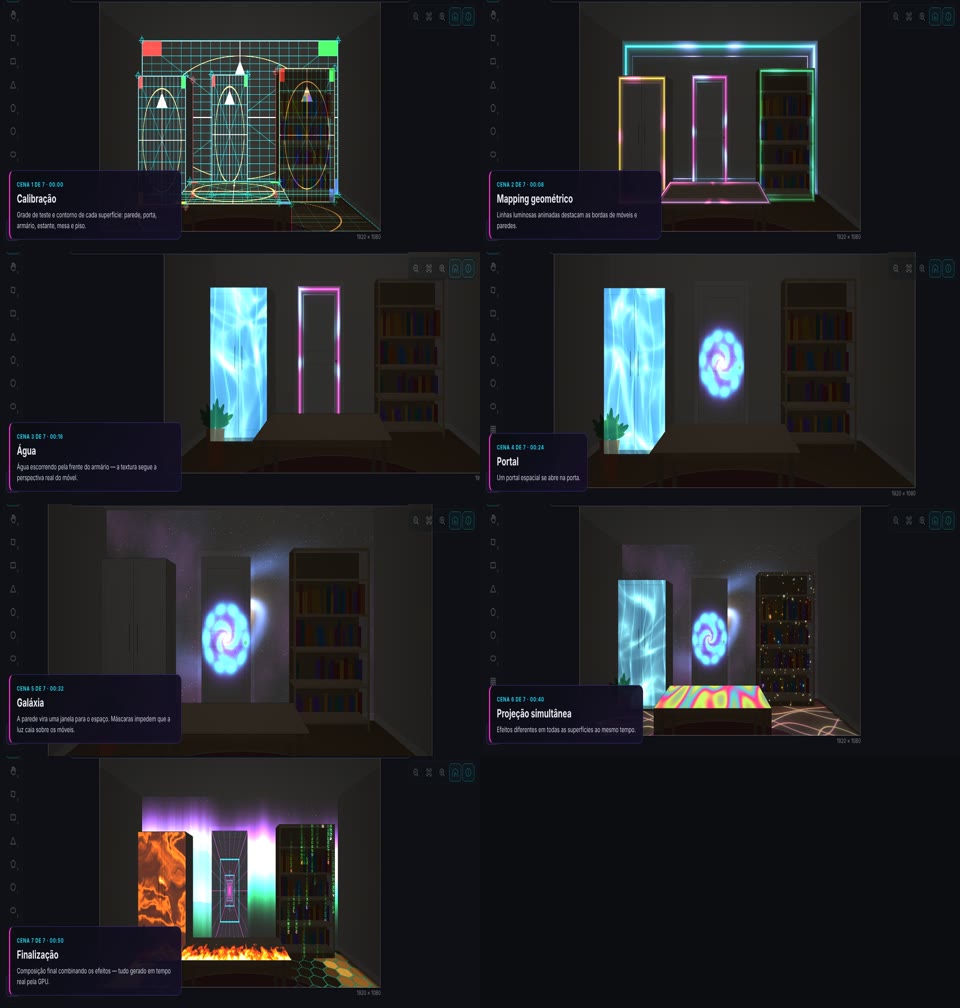 CENA 1 DE 7 · 00:00
Calibração
Grade de teste e contorno de cada superfície: parede, porta,
armário, estante, mesa e piso.
1920 × 1080
CENA 2 DE 7 · 00:08
Mapping geométrico
Linhas luminosas animadas destacam as bordas de móveis e
paredes.
1920 × 1080
CENA 3 DE 7 · 00:16
Água
Água escorrendo pela frente do armário — a textura segue a
perspectiva real do móvel.
CENA 4 DE 7 · 00:24
Portal
Um portal espacial se abre na porta.
1920 × 1080
CENA 5 DE 7 · 00:32
Galáxia
A parede vira uma janela para o espaço. Máscaras impedem que a
luz caia sobre os móveis.
CENA 6 DE 7 · 00:40
Projeção simultânea
Efeitos diferentes em todas as superfícies ao mesmo tempo.
1920 × 1080
CENA 7 DE 7 · 00:50
Finalização
Composição final combinando os efeitos — tudo gerado em tempo
real pela GPU.
1920 × 1080